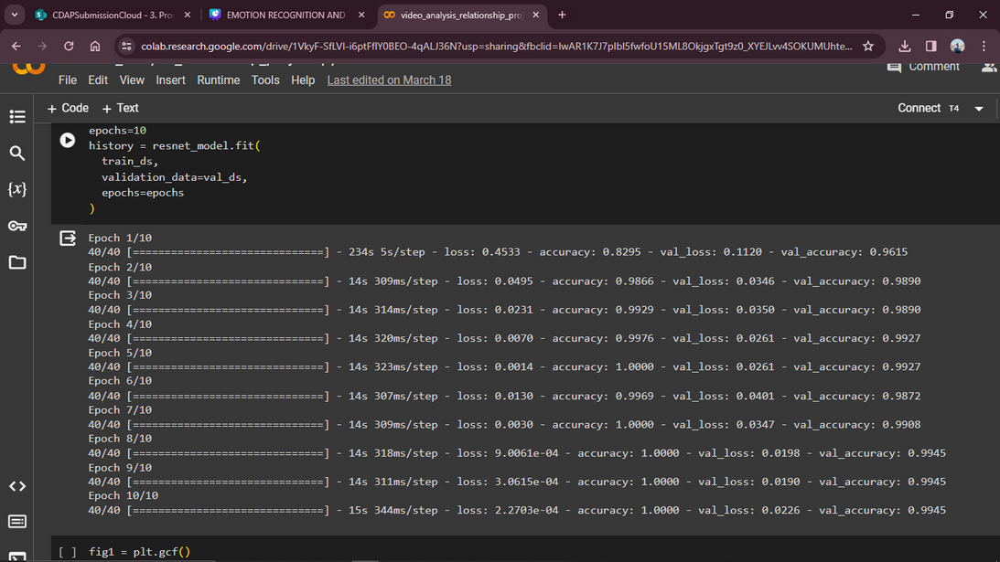 CDAPSubmissionCloud - 3. Pro
EMOTION RECOGNITION AND
video_analysis_relationship_pro
colab.research.google.com/drive/1VkyF-SfLVI-i6ptFflY0BEO-4qALJ36N?usp=sharing&fbclid=IwAR1K7J7pIbl5fwfoU15ML8OkjgxTgt9z0_XYEJLvv4SOKUMUhte...
File Edit View Insert Runtime Tools Help Last edited on March 18
Comment
+ Code + Text
Connect T4
epochs=10
history = resnet_model.fit(
train_ds,
validation_data=val_ds,
epochs=epochs
)
Epoch 1/10
40/40 [==============================] - 234s 5s/step - loss: 0.4533 - accuracy: 0.8295 - val_loss: 0.1120 - val_accuracy: 0.9615
Epoch 2/10
40/40 [==============================] - 14s 309ms/step - loss: 0.0495 - accuracy: 0.9866 - val_loss: 0.0346 - val_accuracy: 0.9890
Epoch 3/10
40/40 [==============================] - 14s 314ms/step - loss: 0.0231 - accuracy: 0.9929 - val_loss: 0.0350 - val_accuracy: 0.9890
Epoch 4/10
40/40 [==============================] - 14s 320ms/step - loss: 0.0070 - accuracy: 0.9976 - val_loss: 0.0261 - val_accuracy: 0.9927
Epoch 5/10
40/40 [==============================] - 14s 323ms/step - loss: 0.0014 - accuracy: 1.0000 - val_loss: 0.0261 - val_accuracy: 0.9927
Epoch 6/10
40/40 [==============================] - 14s 307ms/step - loss: 0.0130 - accuracy: 0.9969 - val_loss: 0.0401 - val_accuracy: 0.9872
Epoch 7/10
40/40 [==============================] - 14s 309ms/step - loss: 0.0030 - accuracy: 1.0000 - val_loss: 0.0347 - val_accuracy: 0.9908
Epoch 8/10
40/40 [==============================] - 14s 318ms/step - loss: 9.0061e-04 - accuracy: 1.0000 - val_loss: 0.0198 - val_accuracy: 0.9945
Epoch 9/10
40/40 [==============================] - 14s 311ms/step - loss: 3.0615e-04 - accuracy: 1.0000 - val_loss: 0.0190 - val_accuracy: 0.9945
Epoch 10/10
40/40 [==============================] - 15s 344ms/step - loss: 2.2703e-04 - accuracy: 1.0000 - val_loss: 0.0226 - val_accuracy: 0.9945
[ ] fig1 = plt.gcf()